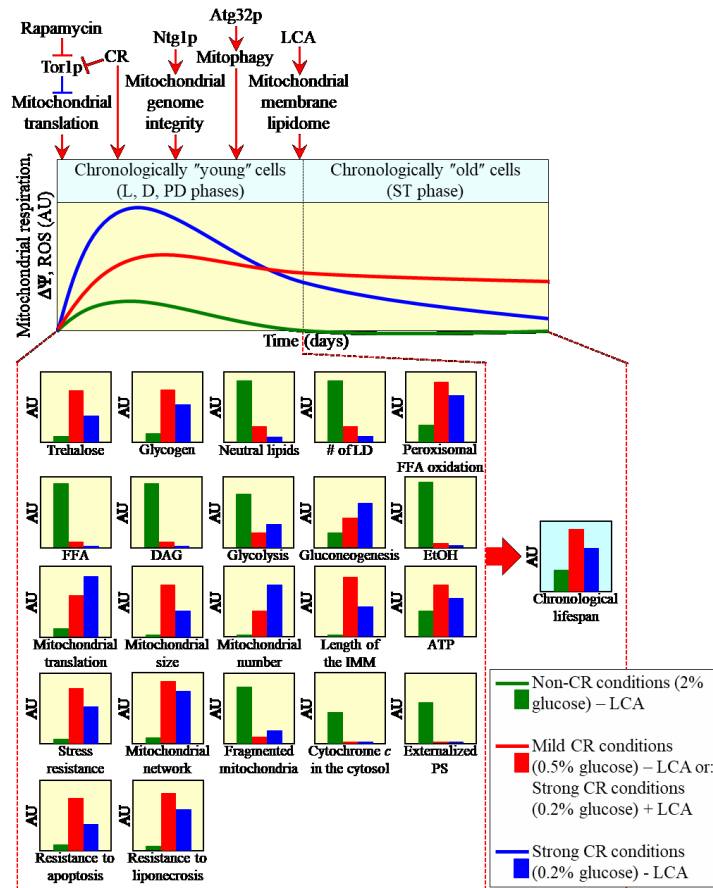 Rapamycin
Tor1p
CR
Mitochondrial
translation
Ntg1p
Mitochondrial
genome
integrity
Atg32p
Mitophagy
LCA
Mitochondrial
membrane
lipidome
Mitochondrial respiration,
ΔΨ, ROS (AU)
Chronologically "young" cells
(L, D, PD phases)
Chronologically "old" cells
(ST phase)
Time (days)
AU
Trehalose
AU
Glycogen
AU
Neutral lipids
AU
# of LD
AU
Peroxisomal
FFA oxidation
AU
FFA
AU
DAG
AU
Glycolysis
AU
Gluconeogenesis
AU
EtOH
AU
Mitochondrial
translation
AU
Mitochondrial
size
AU
Mitochondrial
number
AU
Length of
the IMM
AU
ATP
AU
Stress
resistance
AU
Mitochondrial
network
AU
Fragmented
mitochondria
AU
Cytochrome c
in the cytosol
AU
Externalized
PS
AU
Resistance to
apoptosis
AU
Resistance to
liponecrosis
AU
Chronological
lifespan
Non-CR conditions (2%
glucose) – LCA
Mild CR conditions
(0.5% glucose) – LCA or:
Strong CR conditions
(0.2% glucose) + LCA
Strong CR conditions
(0.2% glucose) - LCA